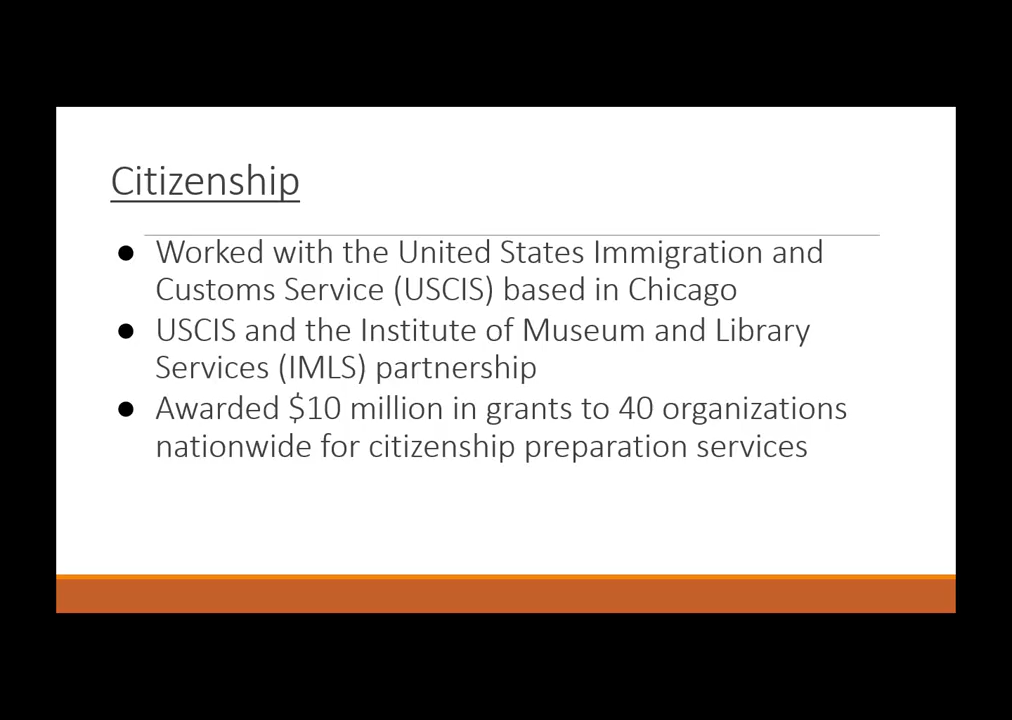 Citizenship
● Worked with the United States Immigration and
Customs Service (USCIS) based in Chicago
● USCIS and the Institute of Museum and Library
Services (IMLS) partnership
● Awarded $10 million in grants to 40 organizations
nationwide for citizenship preparation services